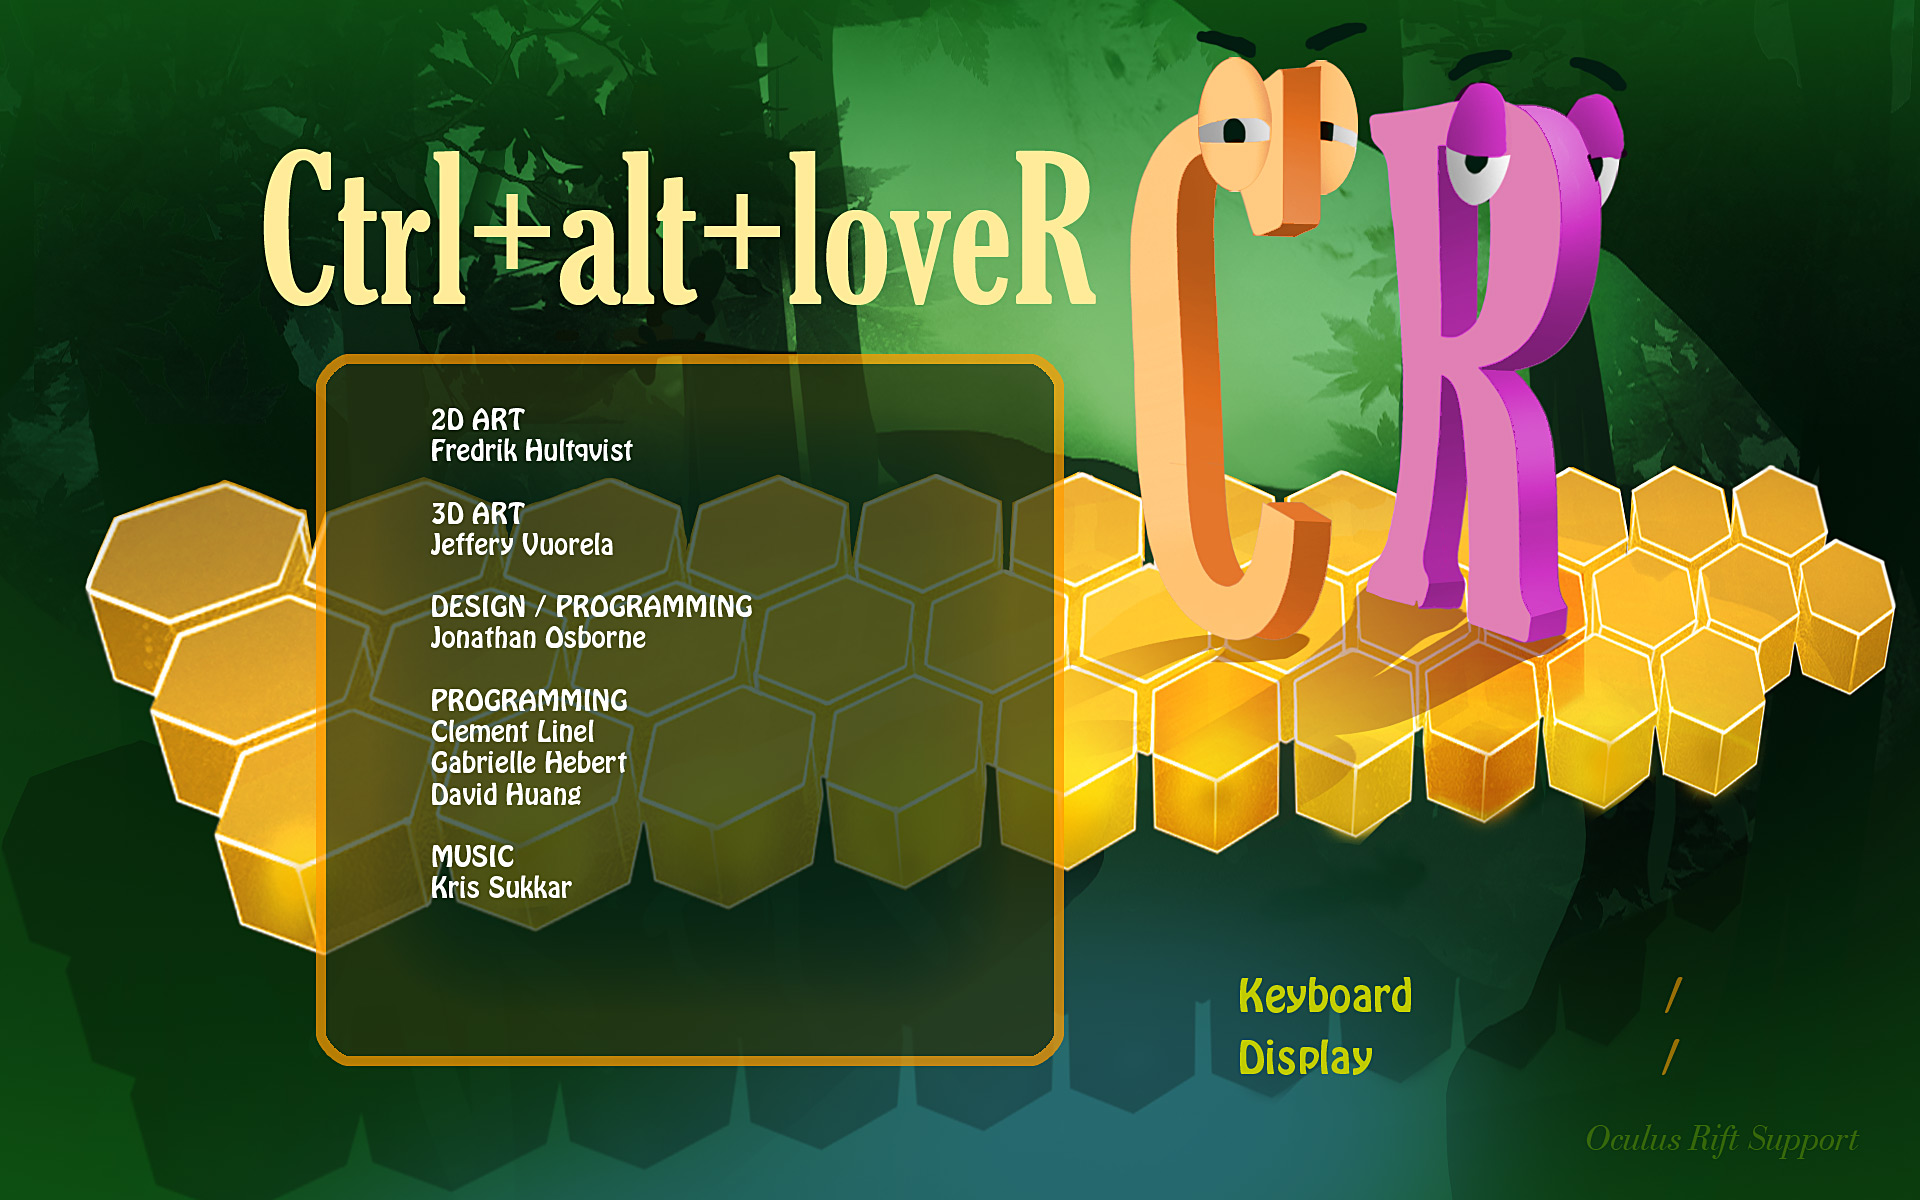 Ctrl+alt+loveR
CR
2D ART
Fredrik Hultqvist
3D ART
Jeffery Vuorela
DESIGN / PROGRAMMING
Jonathan Osborne
PROGRAMMING
Clement Linel
Gabrielle Hebert
David Huang
MUSIC
Kris Sukkar
Keyboard /
Display /
Oculus Rift Support